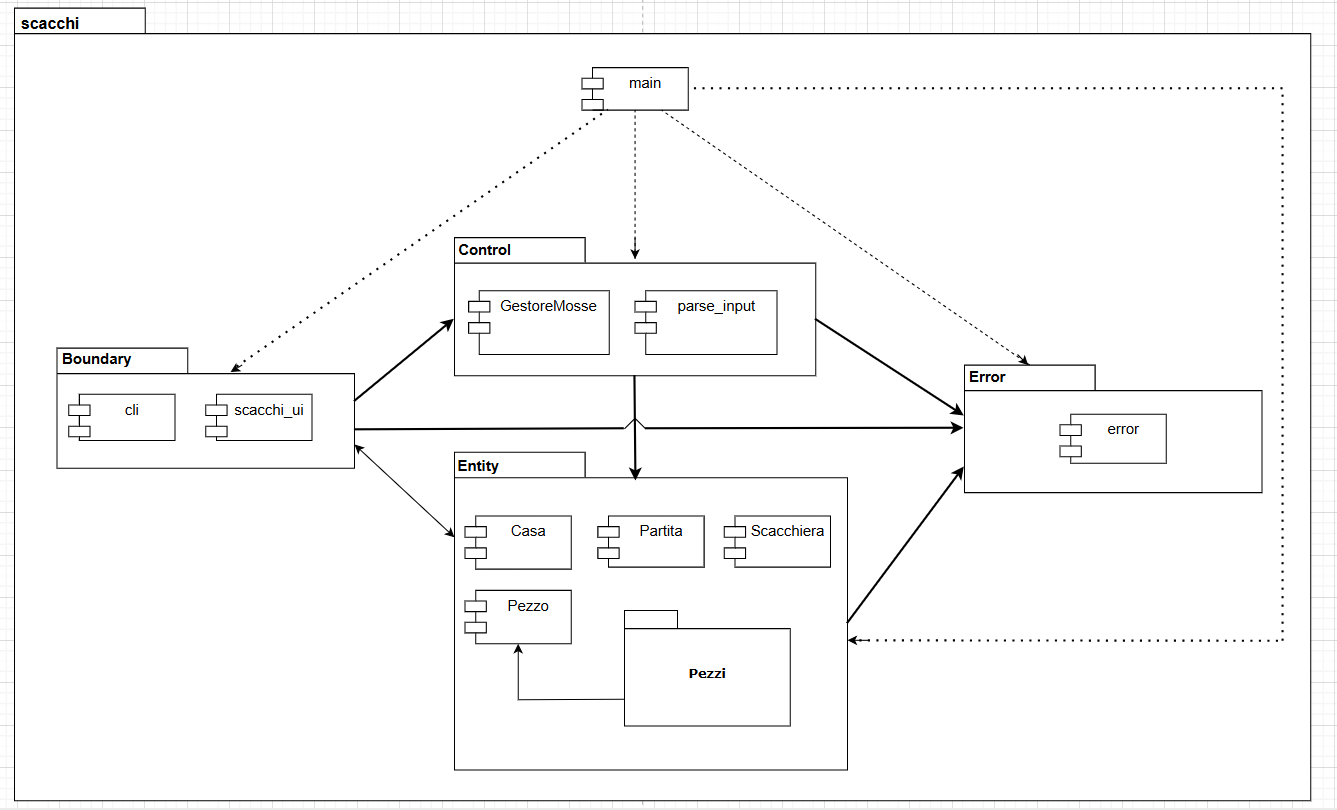 scacchi
main
Control
GestoreMosse
parse_input
Boundary
cli
scacchi_ui
Error
error
Entity
Casa
Partita
Scacchiera
Pezzo
Pezzi